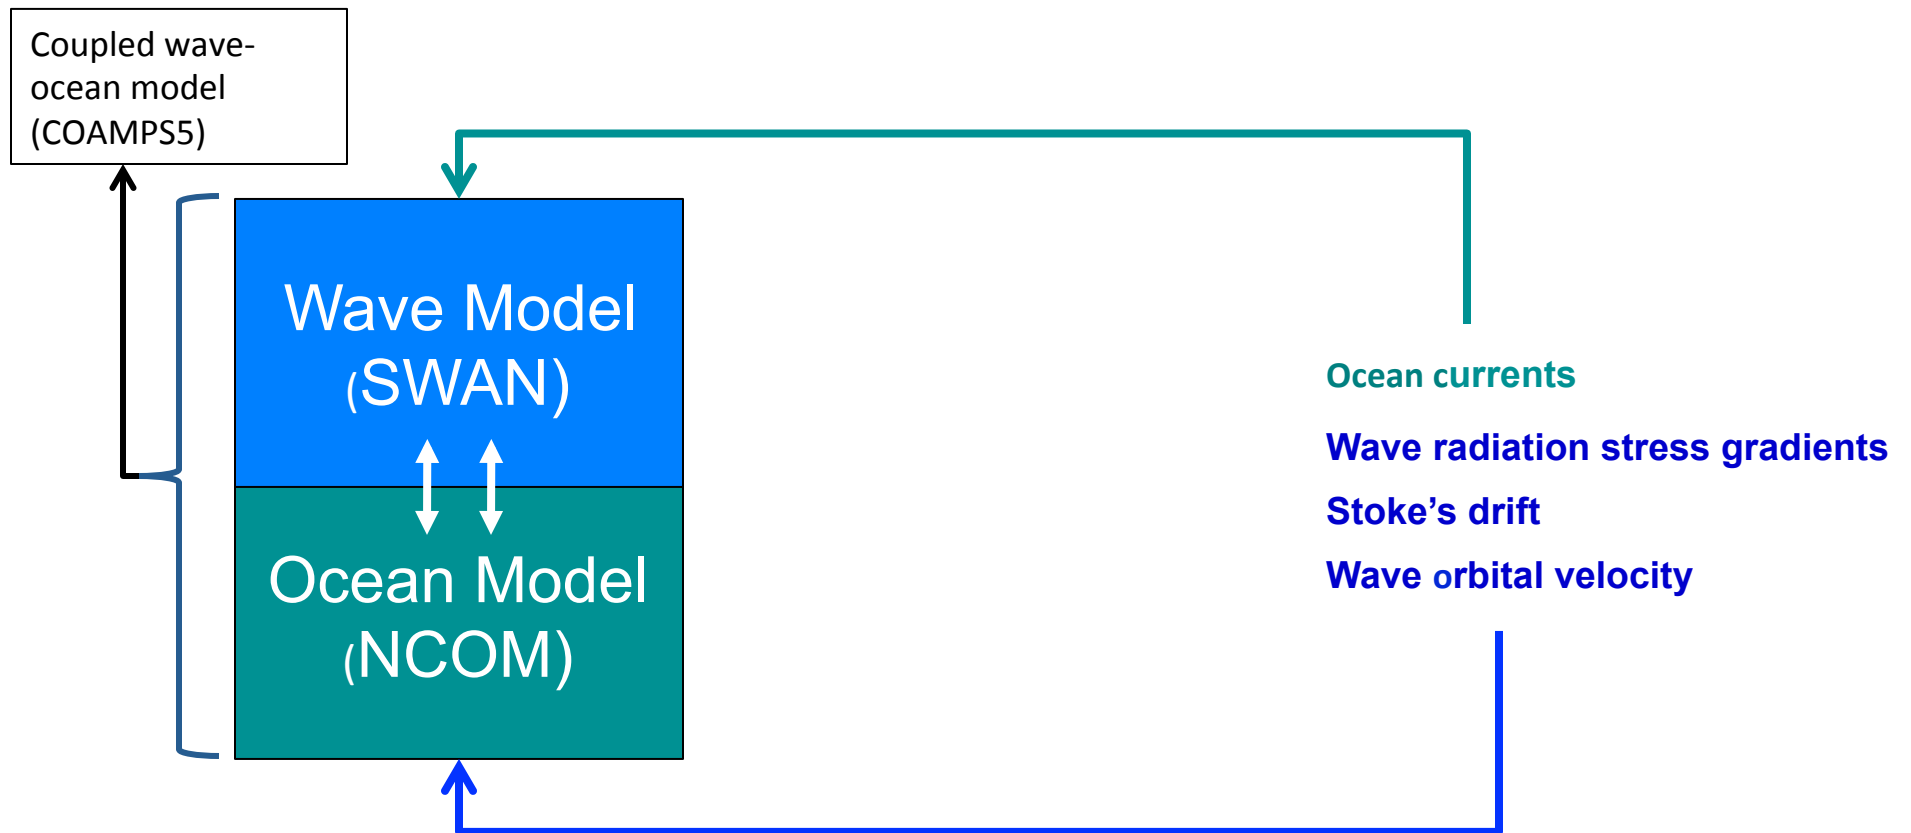 Coupled wave-
ocean model
(COAMPS5)
Wave Model
(SWAN)
Ocean Model
(NCOM)
Ocean currents
Wave radiation stress gradients
Stoke’s drift
Wave orbital velocity